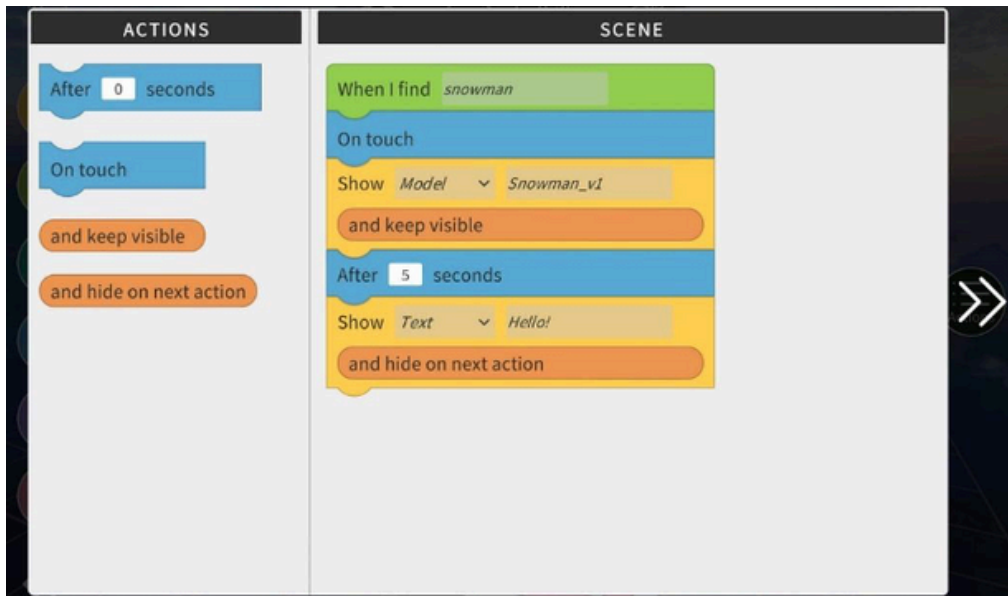 ACTIONS
After 0 seconds
On touch
and keep visible
and hide on next action
SCENE
When I find snowman
On touch
Show Model Snowman_v1
and keep visible
After 5 seconds
Show Text Hello!
and hide on next action